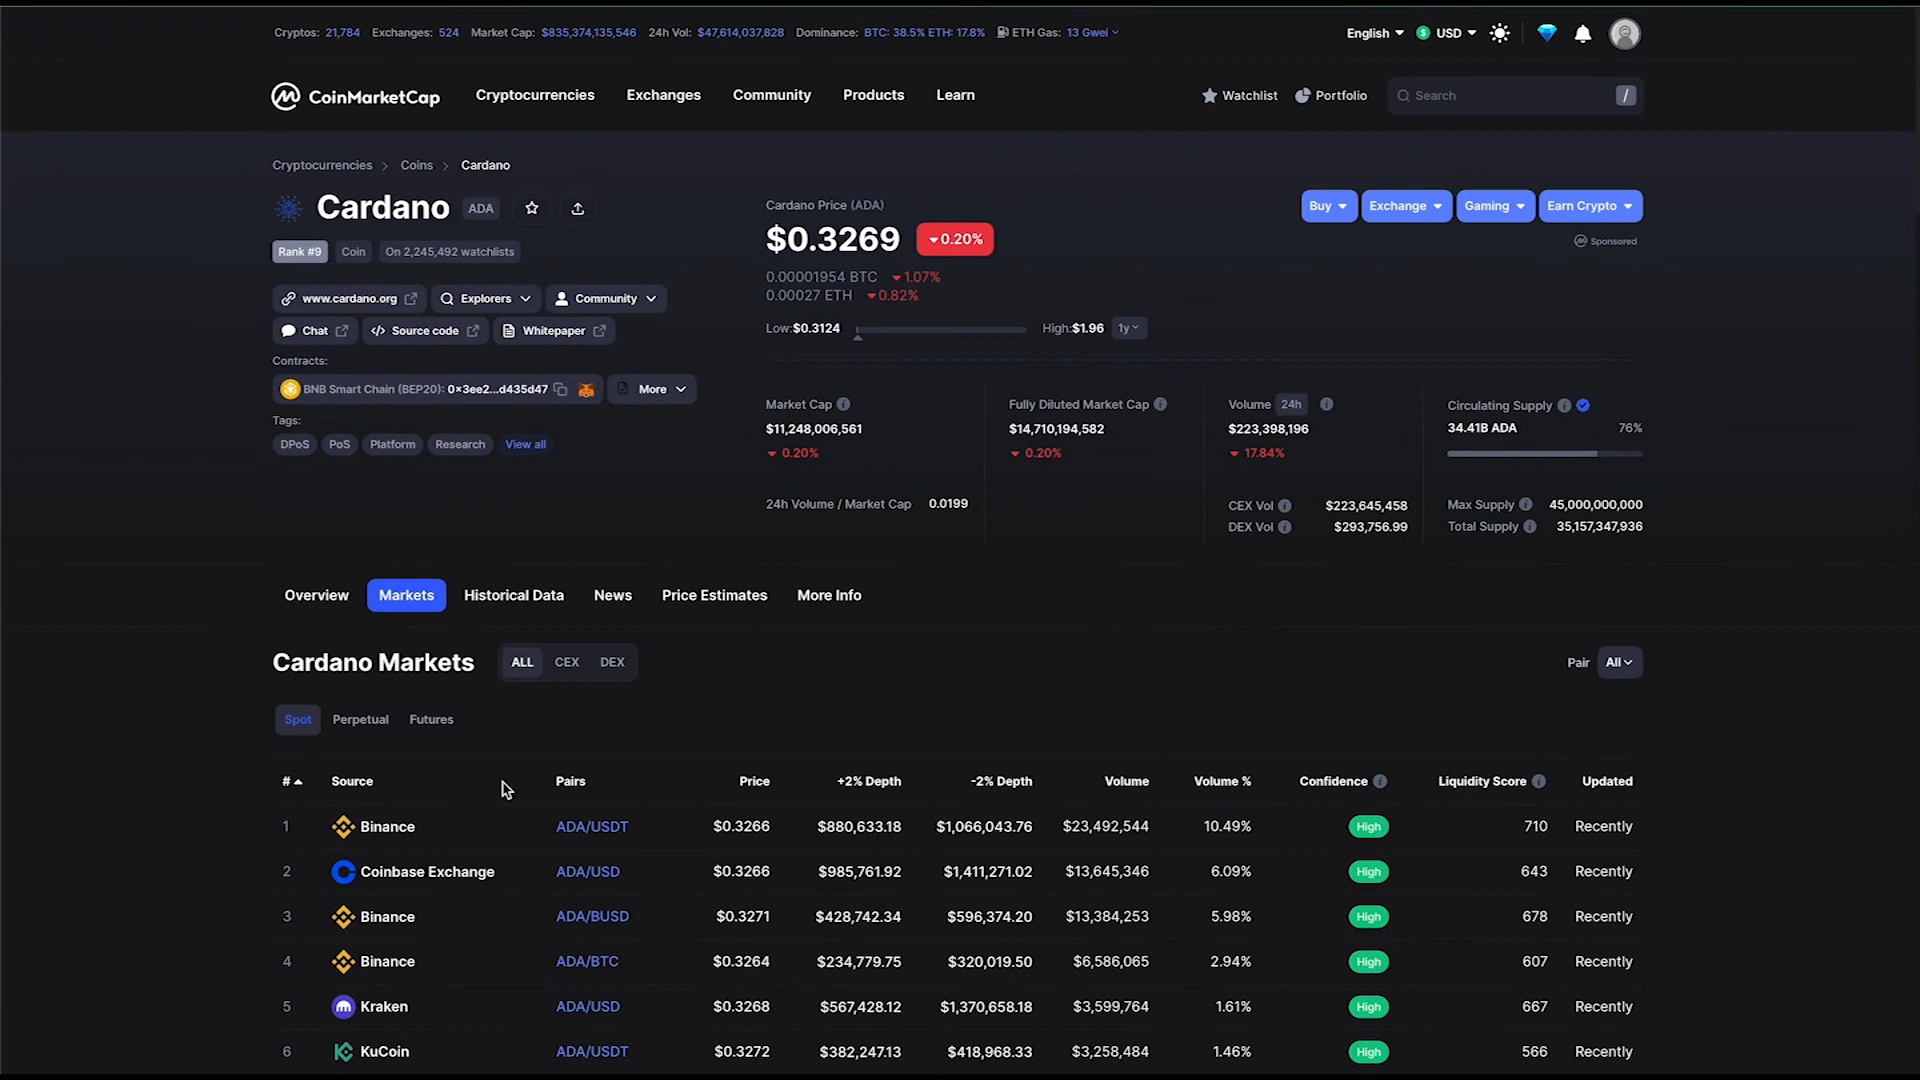 Cryptos: 21,784 Exchanges: 524 Market Cap: $835,374,135,546 24h Vol: $47,614,037,828 Dominance: BTC: 38.5% ETH: 17.8% ETH Gas: 13 Gwei English USD
CoinMarketCap Cryptocurrencies Exchanges Community Products Learn Watchlist Portfolio Search /
Cryptocurrencies Coins Cardano
Cardano ADA
Rank #9 Coin On 2,245,492 watchlists
www.cardano.org Explorers Community
Chat Source code Whitepaper
Contracts:
BNB Smart Chain (BEP20): 0x3ee2...d435d47 More
Tags:
DPoS PoS Platform Research View all
Cardano Price (ADA)
$0.3269 0.20%
0.00001954 BTC 1.07%
0.00027 ETH 0.82%
Low:$0.3124 High:$1.96 1y
Buy Exchange Gaming Earn Crypto
Sponsored
Market Cap
$11,248,006,561
0.20%
24h Volume / Market Cap 0.0199
Fully Diluted Market Cap
$14,710,194,582
0.20%
Volume 24h
$223,398,196
17.84%
CEX Vol $223,645,458
DEX Vol $293,756.99
Circulating Supply
34.41B ADA 76%
Max Supply 45,000,000,000
Total Supply 35,157,347,936
Overview Markets Historical Data News Price Estimates More Info
Cardano Markets ALL CEX DEX Pair All
Spot Perpetual Futures
# Source Pairs Price +2% Depth -2% Depth Volume Volume % Confidence Liquidity Score Updated
1 Binance ADA/USDT $0.3266 $880,633.18 $1,066,043.76 $23,492,544 10.49% High 710 Recently
2 Coinbase Exchange ADA/USD $0.3266 $985,761.92 $1,411,271.02 $13,645,346 6.09% High 643 Recently
3 Binance ADA/BUSD $0.3271 $428,742.34 $596,374.20 $13,384,253 5.98% High 678 Recently
4 Binance ADA/BTC $0.3264 $234,779.75 $320,019.50 $6,586,065 2.94% High 607 Recently
5 Kraken ADA/USD $0.3268 $567,428.12 $1,370,658.18 $3,599,764 1.61% High 667 Recently
6 KuCoin ADA/USDT $0.3272 $382,247.13 $418,968.33 $3,258,484 1.46% High 566 Recently